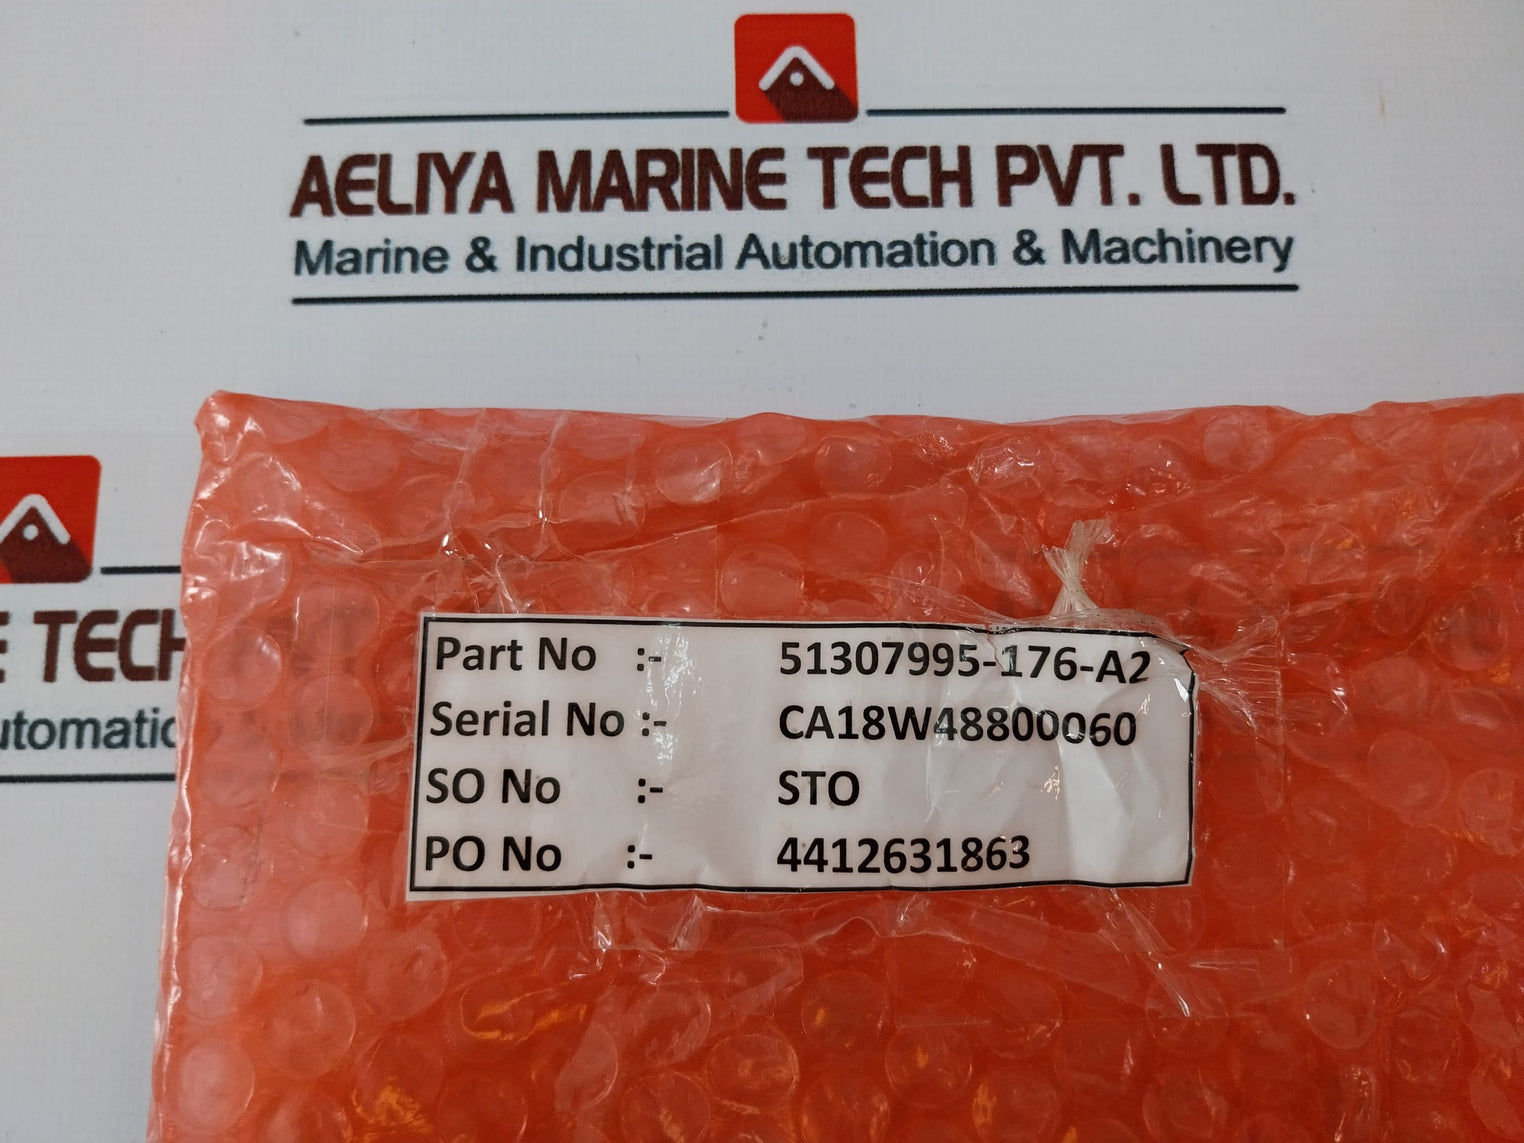 AELIYA MARINE TECH PVT. LTD.
Marine & Industrial Automation & Machinery
E TECH
utomatic
Part No :- 51307995-176-A2
Serial No :- CA18W48800060
SO No :- STO
PO No :- 4412631863